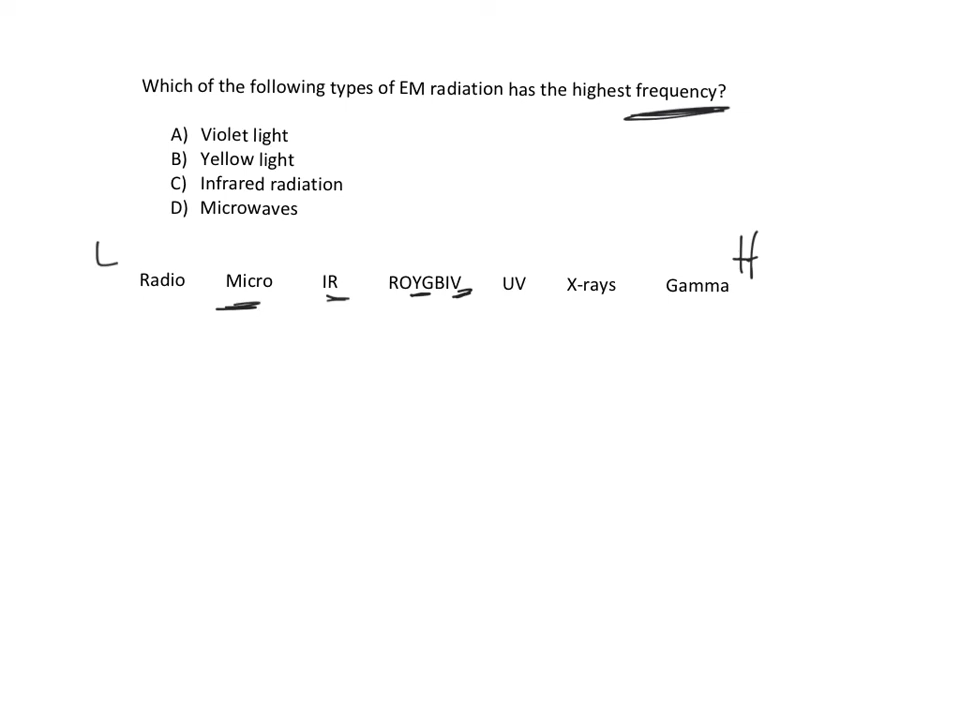 Which of the following types of EM radiation has the highest frequency?
A) Violet light
B) Yellow light
C) Infrared radiation
D) Microwaves
L H
Radio Micro IR ROYGBIV UV X-rays Gamma